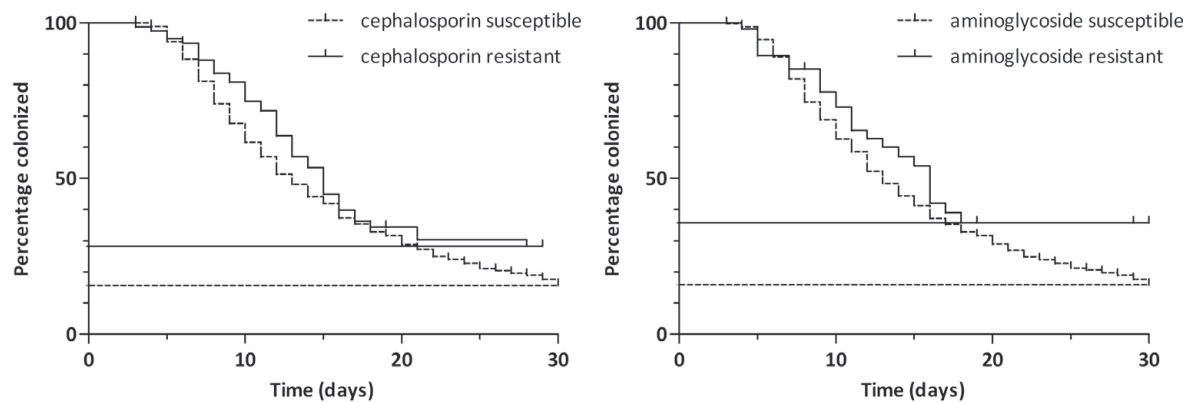 cephalosporin susceptible
cephalosporin resistant
Percentage colonized
100
50
0
0 10 20 30
Time (days)
aminoglycoside susceptible
aminoglycoside resistant
Percentage colonized
100
50
0
0 10 20 30
Time (days)